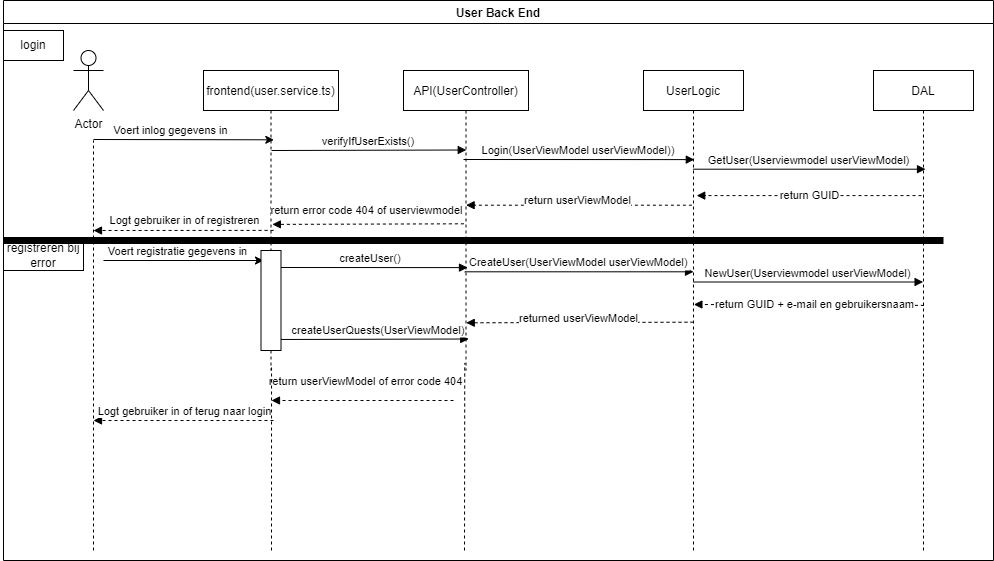 User Back End
login
frontend(user.service.ts)
API(UserController)
UserLogic
DAL
Actor
Voert inlog gegevens in
verifyIfUserExists()
Login(UserViewModel userViewModel))
GetUser(Userviewmodel userViewModel)
return GUID
return userViewModel
return error code 404 of userviewmodel
Logt gebruiker in of registreren
registreren bij
error
Voert registratie gegevens in
createUser()
CreateUser(UserViewModel userViewModel)
NewUser(Userviewmodel userViewModel)
return GUID + e-mail en gebruikersnaam
returned userViewModel
createUserQuests(UserViewModel)
return userViewModel of error code 404
Logt gebruiker in of terug naar login